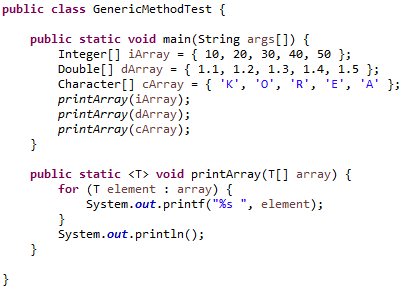 public class GenericMethodTest {
public static void main(String args[]) {
Integer[] iArray = { 10, 20, 30, 40, 50 };
Double[] dArray = { 1.1, 1.2, 1.3, 1.4, 1.5 };
Character[] cArray = { 'K', 'O', 'R', 'E', 'A' };
printArray(iArray);
printArray(dArray);
printArray(cArray);
}
public static <T> void printArray(T[] array) {
for (T element : array) {
System.out.printf("%s ", element);
}
System.out.println();
}
}